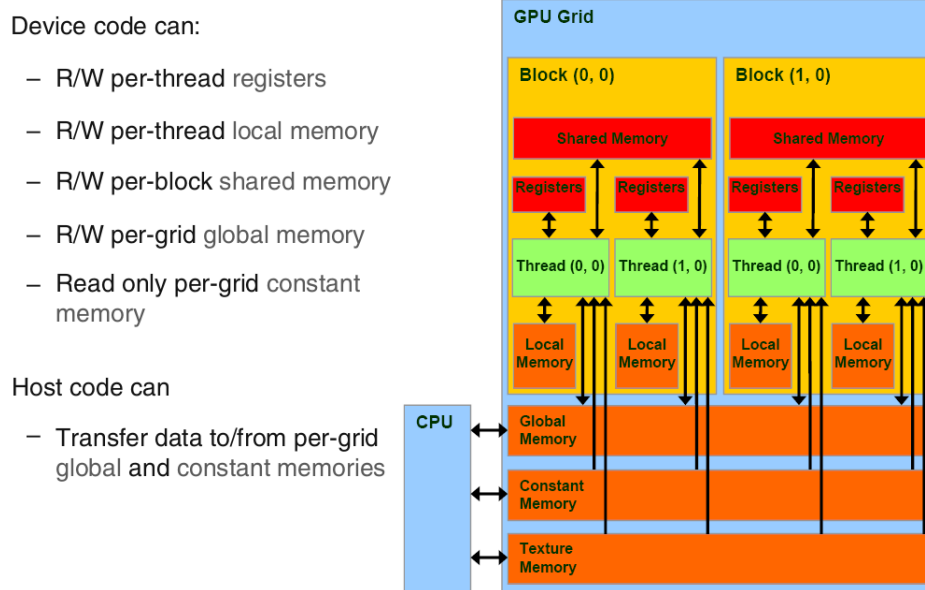 Device code can:
– R/W per-thread registers
– R/W per-thread local memory
– R/W per-block shared memory
– R/W per-grid global memory
– Read only per-grid constant
memory
Host code can
– Transfer data to/from per-grid
global and constant memories
GPU Grid
Block (0, 0)
Shared Memory
Registers
Registers
Thread (0, 0)
Thread (1, 0)
Local
Memory
Local
Memory
Block (1, 0)
Shared Memory
Registers
Registers
Thread (0, 0)
Thread (1, 0)
Local
Memory
Local
Memory
CPU
Global
Memory
Constant
Memory
Texture
Memory